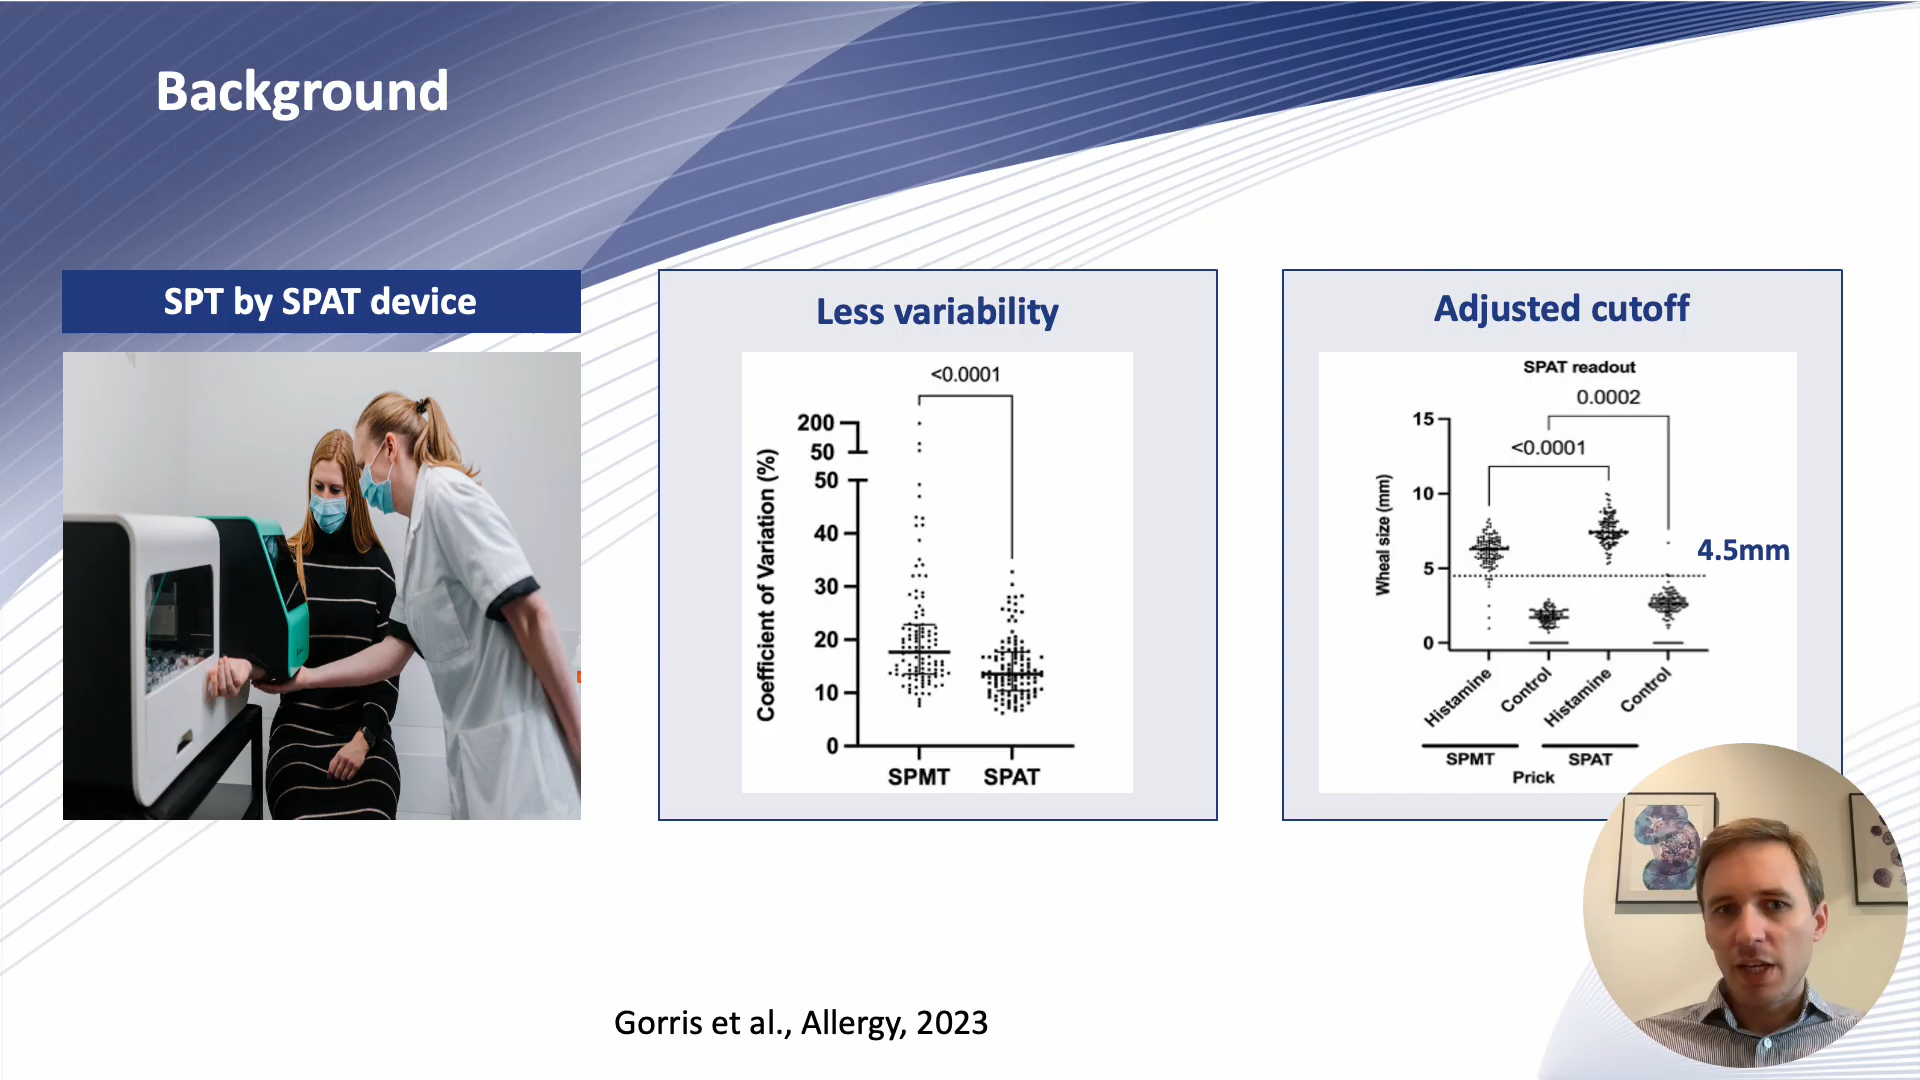 Background
SPT by SPAT device
Less variability
<0.0001
200
50
50
40
30
20
10
0
Coefficient of Variation (%)
SPMT SPAT
Adjusted cutoff
SPAT readout
0.0002
<0.0001
15
10
5
0
Wheal size (mm)
4.5mm
Histamine Control Histamine Control
SPMT SPAT
Prick
Gorris et al., Allergy, 2023